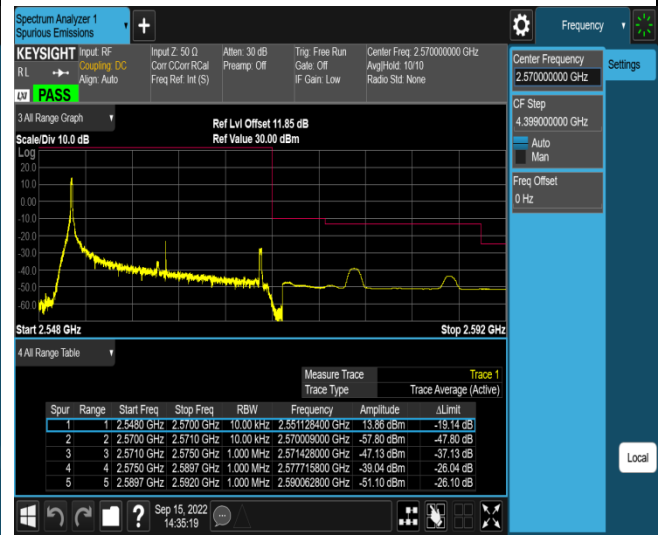 Spectrum Analyzer 1
Spurious Emissions
Frequency
KEYSIGHT
Input: RF
Coupling: DC
Align: Auto
Input Z: 50 Ω
Corr CCorr RCal
Freq Ref: Int (S)
Atten: 30 dB
Preamp: Off
Trig: Free Run
Gate: Off
IF Gain: Low
Center Freq: 2.570000000 GHz
Avg|Hold: 10/10
Radio Std: None
R L
LXI PASS
Center Frequency
2.570000000 GHz
Settings
CF Step
4.399000000 GHz
Auto
Man
Freq Offset
0 Hz
3 All Range Graph
Scale/Div 10.0 dB
Ref Lvl Offset 11.85 dB
Ref Value 30.00 dBm
Log
20.0
10.0
0.00
-10.0
-20.0
-30.0
-40.0
-50.0
-60.0
Start 2.548 GHz
Stop 2.592 GHz
4 All Range Table
Measure Trace Trace 1
Trace Type Trace Average (Active)
Spur Range Start Freq Stop Freq RBW Frequency Amplitude ΔLimit
1 1 2.5480 GHz 2.5700 GHz 10.00 kHz 2.551128400 GHz 13.86 dBm -19.14 dB
2 2 2.5700 GHz 2.5710 GHz 10.00 kHz 2.570009000 GHz -57.80 dBm -47.80 dB
3 3 2.5710 GHz 2.5750 GHz 1.000 MHz 2.571428000 GHz -47.13 dBm -37.13 dB
4 4 2.5750 GHz 2.5897 GHz 1.000 MHz 2.577715800 GHz -39.04 dBm -26.04 dB
5 5 2.5897 GHz 2.5920 GHz 1.000 MHz 2.590062800 GHz -51.10 dBm -26.10 dB
Local
?
Sep 15, 2022
14:35:19